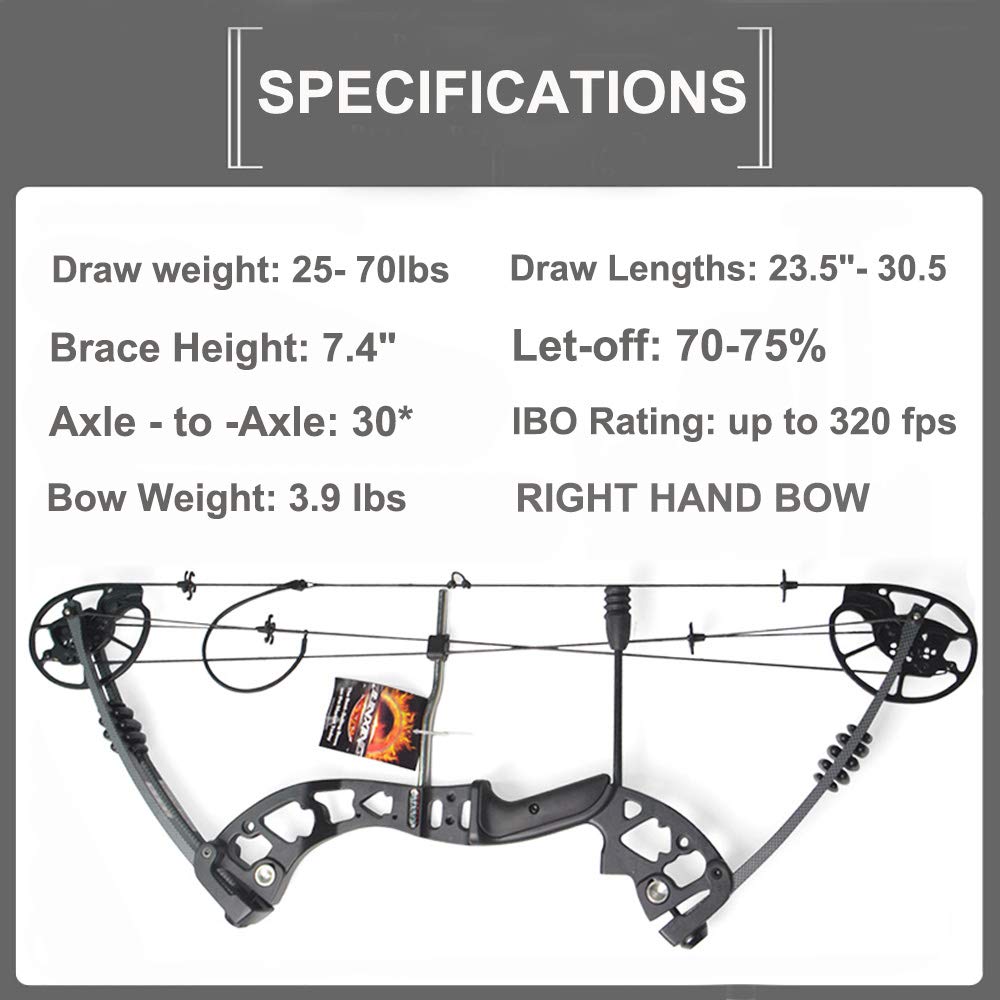 SPECIFICATIONS
Draw weight: 25- 70lbs
Draw Lengths: 23.5"- 30.5
Brace Height: 7.4"
Let-off: 70-75%
Axle - to -Axle: 30*
IBO Rating: up to 320 fps
Bow Weight: 3.9 lbs
RIGHT HAND BOW